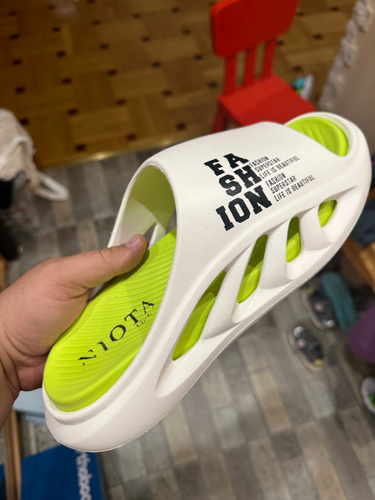 FA
SH
ION
FASHION
SUPERSTAR
LIFE IS BEAUTIFUL
FASHION
SUPERSTAR
LIFE IS BEAUTIFUL
NIOTA